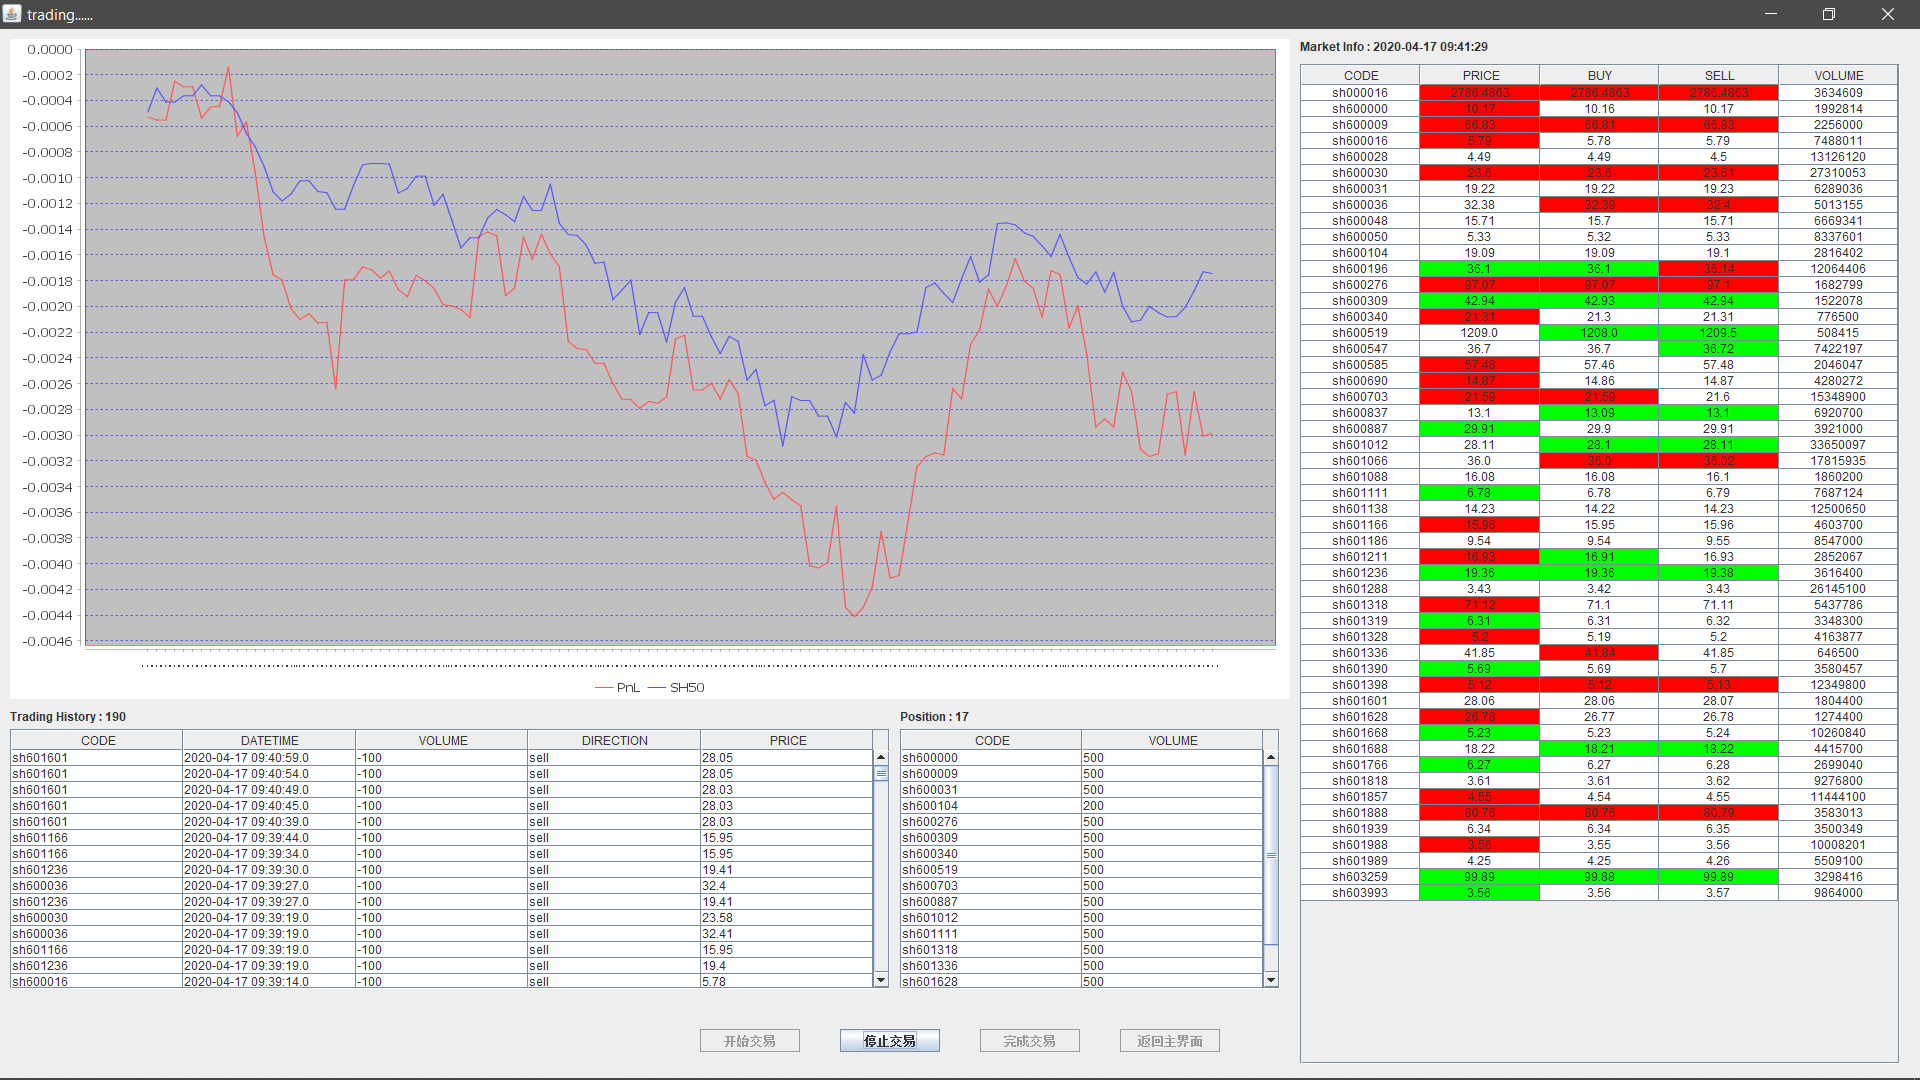 trading......
0.0000
-0.0002
-0.0004
-0.0006
-0.0008
-0.0010
-0.0012
-0.0014
-0.0016
-0.0018
-0.0020
-0.0022
-0.0024
-0.0026
-0.0028
-0.0030
-0.0032
-0.0034
-0.0036
-0.0038
-0.0040
-0.0042
-0.0044
-0.0046
PnL SH50
Trading History : 190
CODE DATETIME VOLUME DIRECTION PRICE
sh601601 2020-04-17 09:40:59.0 -100 sell 28.05
sh601601 2020-04-17 09:40:54.0 -100 sell 28.05
sh601601 2020-04-17 09:40:49.0 -100 sell 28.03
sh601601 2020-04-17 09:40:45.0 -100 sell 28.03
sh601601 2020-04-17 09:40:39.0 -100 sell 28.03
sh601166 2020-04-17 09:39:44.0 -100 sell 15.95
sh601166 2020-04-17 09:39:34.0 -100 sell 15.95
sh601236 2020-04-17 09:39:30.0 -100 sell 19.41
sh600036 2020-04-17 09:39:27.0 -100 sell 32.4
sh601236 2020-04-17 09:39:27.0 -100 sell 19.41
sh600030 2020-04-17 09:39:19.0 -100 sell 23.58
sh600036 2020-04-17 09:39:19.0 -100 sell 32.41
sh601166 2020-04-17 09:39:19.0 -100 sell 15.95
sh601236 2020-04-17 09:39:19.0 -100 sell 19.4
sh600016 2020-04-17 09:39:14.0 -100 sell 5.78
Position : 17
CODE VOLUME
sh600000 500
sh600009 500
sh600031 500
sh600104 200
sh600276 500
sh600309 500
sh600340 500
sh600519 500
sh600703 500
sh600887 500
sh601012 500
sh601111 500
sh601318 500
sh601336 500
sh601628 500
开始交易 停止交易 完成交易 返回主界面
Market Info : 2020-04-17 09:41:29
CODE PRICE BUY SELL VOLUME
sh000016 2786.4863 2786.4863 2786.4863 3634609
sh600000 10.17 10.16 10.17 1992814
sh600009 66.83 66.81 66.83 2256000
sh600016 5.79 5.78 5.79 7488011
sh600028 4.49 4.49 4.5 13126120
sh600030 23.6 23.6 23.61 27310053
sh600031 19.22 19.22 19.23 6289036
sh600036 32.38 32.39 32.4 5013155
sh600048 15.71 15.7 15.71 6669341
sh600050 5.33 5.32 5.33 8337601
sh600104 19.09 19.09 19.1 2816402
sh600196 36.1 36.1 36.14 12064406
sh600276 97.07 97.07 97.1 1682799
sh600309 42.94 42.93 42.94 1522078
sh600340 21.31 21.3 21.31 776500
sh600519 1209.0 1208.0 1209.5 508415
sh600547 36.7 36.7 36.72 7422197
sh600585 57.48 57.46 57.48 2046047
sh600690 14.87 14.86 14.87 4280272
sh600703 21.59 21.59 21.6 15348900
sh600837 13.1 13.09 13.1 6920700
sh600887 29.91 29.9 29.91 3921000
sh601012 28.11 28.1 28.11 33650097
sh601066 36.0 36.0 36.02 17815935
sh601088 16.08 16.08 16.1 1860200
sh601111 6.78 6.78 6.79 7687124
sh601138 14.23 14.22 14.23 12500650
sh601166 15.96 15.95 15.96 4603700
sh601186 9.54 9.54 9.55 8547000
sh601211 16.93 16.91 16.93 2852067
sh601236 19.36 19.36 19.38 3616400
sh601288 3.43 3.42 3.43 26145100
sh601318 71.12 71.1 71.11 5437786
sh601319 6.31 6.31 6.32 3348300
sh601328 5.2 5.19 5.2 4163877
sh601336 41.85 41.84 41.85 646500
sh601390 5.69 5.69 5.7 3580457
sh601398 5.12 5.12 5.13 12349800
sh601601 28.06 28.06 28.07 1804400
sh601628 26.78 26.77 26.78 1274400
sh601668 5.23 5.23 5.24 10260840
sh601688 18.22 18.21 18.22 4415700
sh601766 6.27 6.27 6.28 2699040
sh601818 3.61 3.61 3.62 9276800
sh601857 4.55 4.54 4.55 11444100
sh601888 80.76 80.76 80.79 3583013
sh601939 6.34 6.34 6.35 3500349
sh601988 3.56 3.55 3.56 10008201
sh601989 4.25 4.25 4.26 5509100
sh603259 99.89 99.88 99.89 3298416
sh603993 3.56 3.56 3.57 9864000